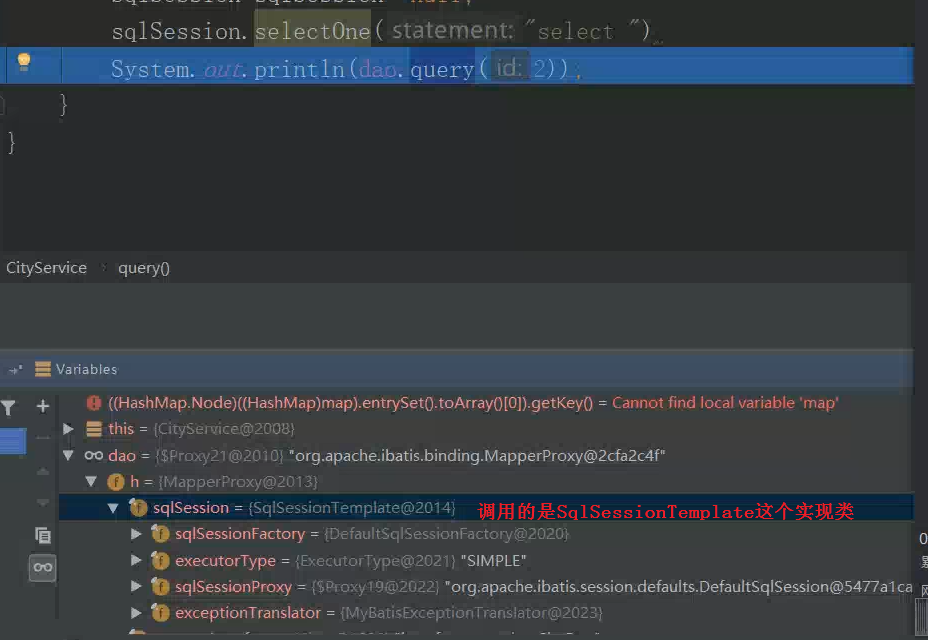 sqlSession.selectOne( statement: "select ")
System.out.println(dao.query( id: 2));
}
}
CityService › query()
Variables
((HashMap.Node)((HashMap)map).entrySet().toArray()[0]).getKey() = Cannot find local variable 'map'
this = {CityService@2008}
dao = {$Proxy21@2010} "org.apache.ibatis.binding.MapperProxy@2cfa2c4f"
h = {MapperProxy@2013}
sqlSession = {SqlSessionTemplate@2014} 调用的是SqlSessionTemplate这个实现类
sqlSessionFactory = {DefaultSqlSessionFactory@2020}
executorType = {ExecutorType@2021} "SIMPLE"
sqlSessionProxy = {$Proxy19@2022} "org.apache.ibatis.session.defaults.DefaultSqlSession@5477a1ca
exceptionTranslator = {MyBatisExceptionTranslator@2023}